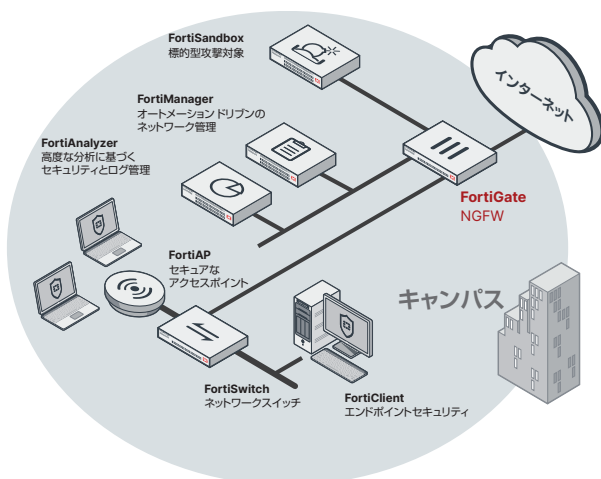 FortiSandbox
標的型攻撃対象
FortiManager
オートメーション ドリブンの
ネットワーク管理
FortiAnalyzer
高度な分析に基づく
セキュリティとログ管理
インターネット
FortiGate
NGFW
FortiAP
セキュアな
アクセスポイント
キャンパス
FortiSwitch
ネットワークスイッチ
FortiClient
エンドポイントセキュリティ